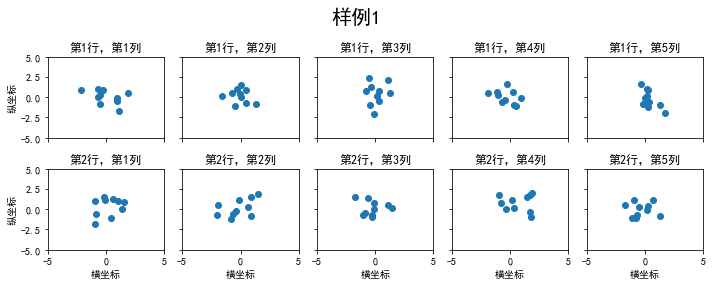 样例1
第1行，第1列
第1行，第2列
第1行，第3列
第1行，第4列
第1行，第5列
5.0
2.5
0.0
-2.5
-5.0
纵坐标
第2行，第1列
第2行，第2列
第2行，第3列
第2行，第4列
第2行，第5列
5.0
2.5
0.0
-2.5
-5.0
纵坐标
-5 0 5 -5 0 5 -5 0 5 -5 0 5 -5 0 5
横坐标 横坐标 横坐标 横坐标 横坐标